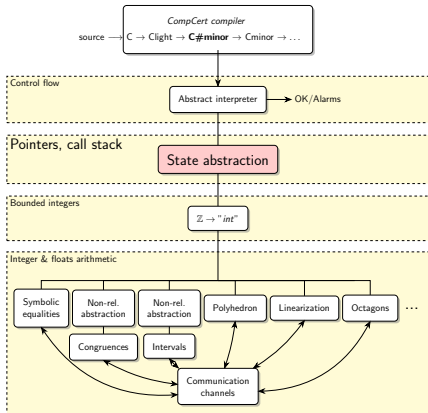 CompCert compiler
source → C → Clight → C#minor → Cminor → ...
Control flow
Abstract interpreter
OK/Alarms
Pointers, call stack
State abstraction
Bounded integers
ℤ → "int"
Integer & floats arithmetic
Symbolic
equalities
Non-rel.
abstraction
Non-rel.
abstraction
Polyhedron
Linearization
Octagons
...
Congruences
Intervals
Communication
channels